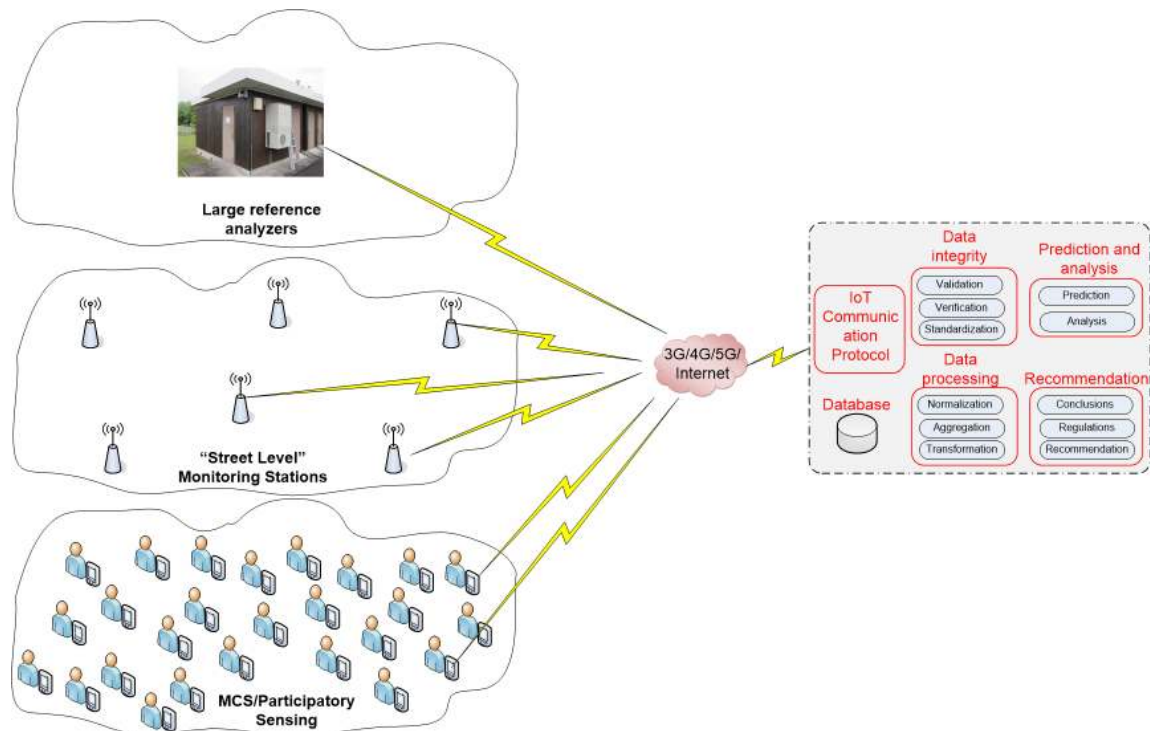 Large reference
analyzers
“Street Level”
Monitoring Stations
MCS/Participatory
Sensing
3G/4G/5G/
Internet
IoT
Communic
ation
Protocol
Database
Data
integrity
Validation
Verification
Standardization
Prediction and
analysis
Prediction
Analysis
Data
processing
Normalization
Aggregation
Transformation
Recommendation
Conclusions
Regulations
Recommendation